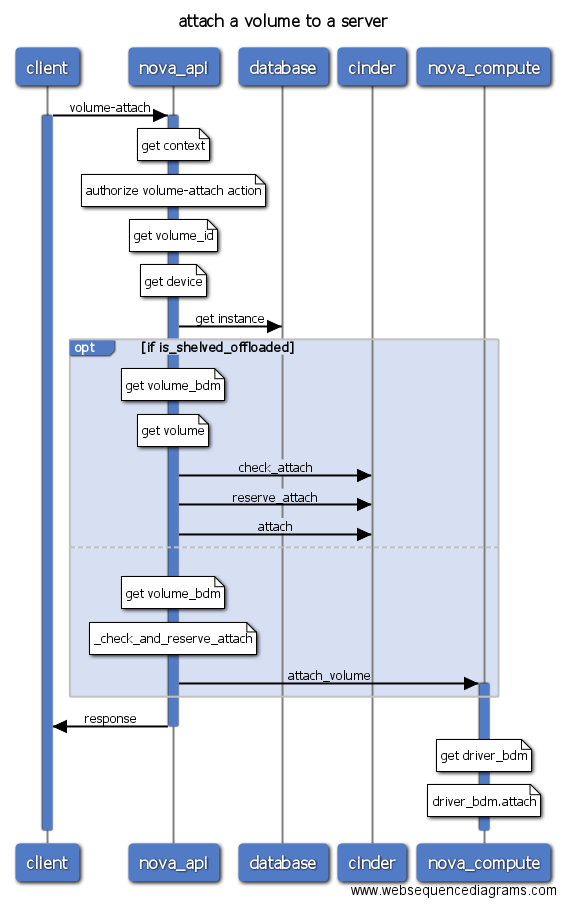 attach a volume to a server
client nova_api database cinder nova_compute
volume-attach
get context
authorize volume-attach action
get volume_id
get device
get instance
opt [if is_shelved_offloaded]
get volume_bdm
get volume
check_attach
reserve_attach
attach
get volume_bdm
_check_and_reserve_attach
attach_volume
response
get driver_bdm
driver_bdm.attach
client nova_api database cinder nova_compute
www.websequencediagrams.com